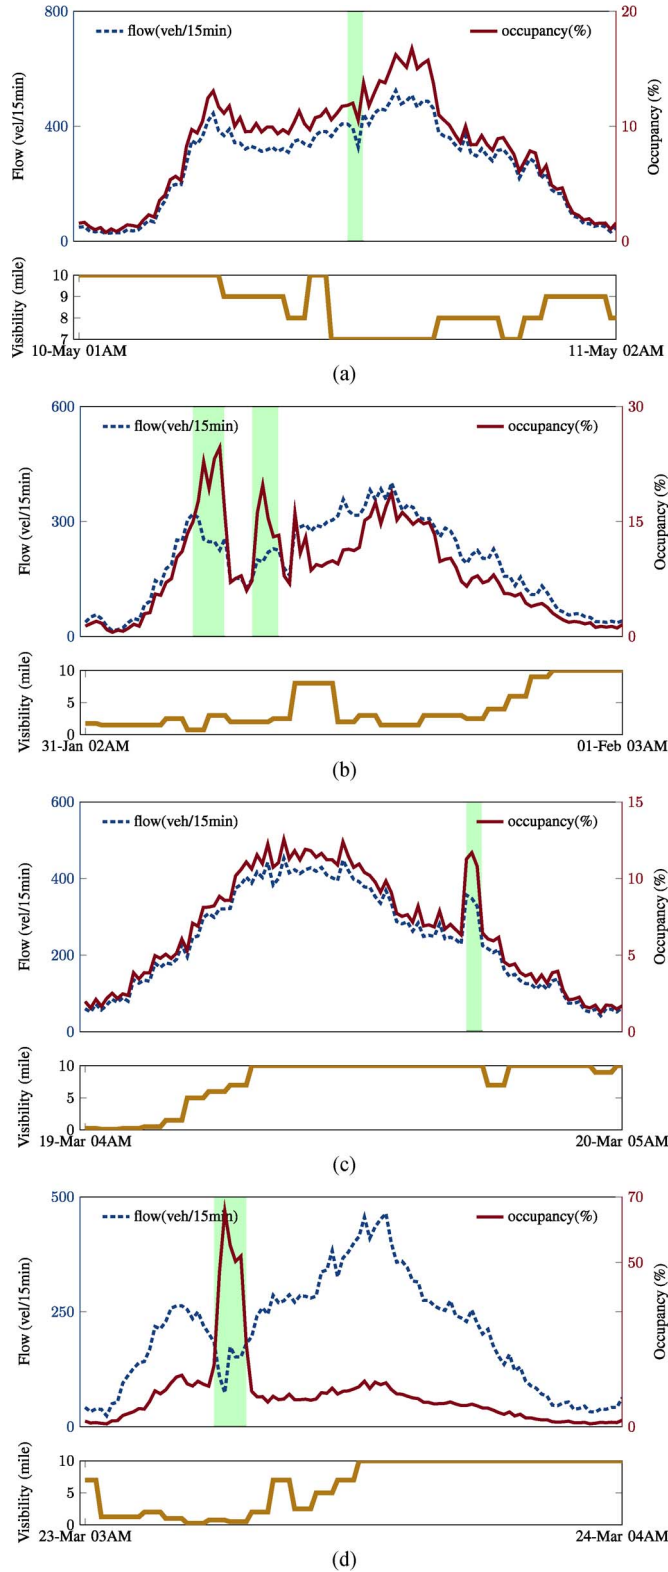 800
20
flow(veh/15min)
occupancy(%)
Flow (vel/15min)
400
10
Occupancy (%)
0
0
Visibility (mile)
10
9
8
7
10-May 01AM
11-May 02AM
(a)
600
30
flow(veh/15min)
occupancy(%)
Flow (vel/15min)
300
15
Occupancy (%)
0
0
Visibility (mile)
10
5
0
31-Jan 02AM
01-Feb 03AM
(b)
600
15
flow(veh/15min)
occupancy(%)
Flow (vel/15min)
400
10
Occupancy (%)
200
5
0
0
Visibility (mile)
10
5
0
19-Mar 04AM
20-Mar 05AM
(c)
500
70
flow(veh/15min)
occupancy(%)
50
Flow (vel/15min)
250
Occupancy (%)
0
0
Visibility (mile)
10
5
0
23-Mar 03AM
24-Mar 04AM
(d)